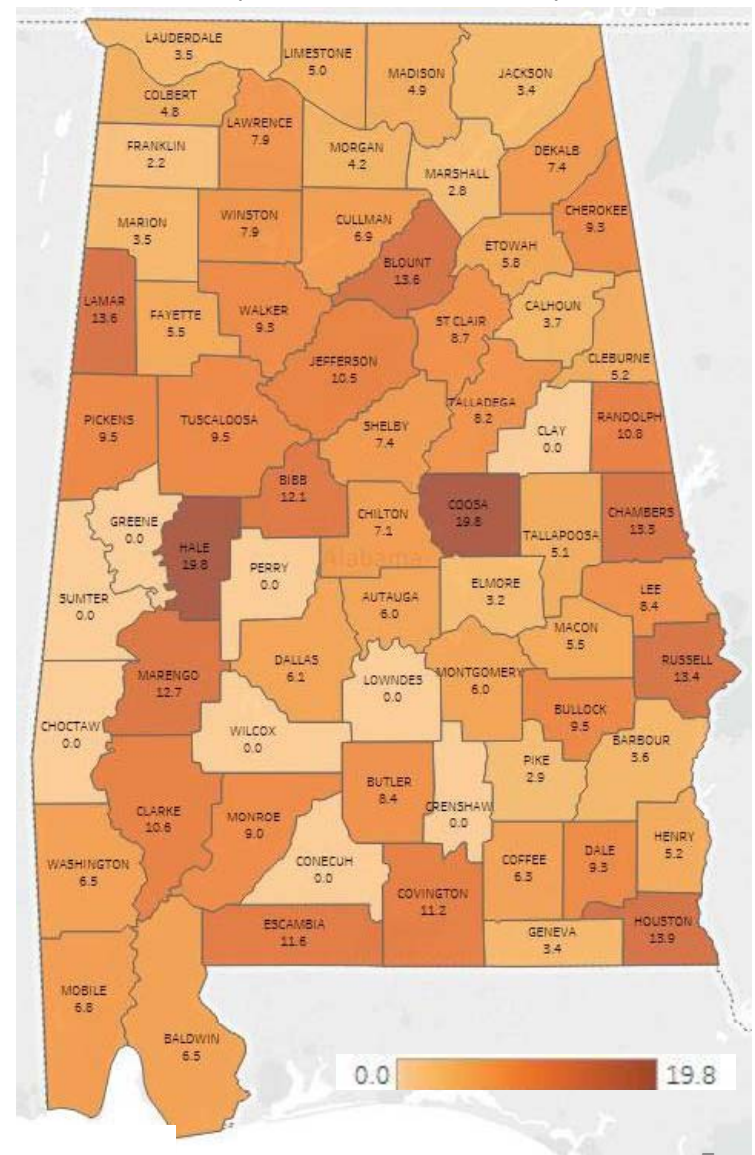 LAUDERDALE
3.5
LIMESTONE
5.0
MADISON
4.9
JACKSON
3.4
COLBERT
4.8
LAWRENCE
7.9
FRANKLIN
2.2
MORGAN
4.2
MARSHALL
2.8
DEKALB
7.4
CHEROKEE
9.3
MARION
3.5
WINSTON
7.9
CULLMAN
6.9
ETOWAH
5.8
BLOUNT
13.6
LAMAR
13.6
FAYETTE
5.5
WALKER
9.3
ST CLAIR
8.7
CALHOUN
3.7
JEFFERSON
10.5
CLEBURNE
5.2
PICKENS
9.5
TUSCALOOSA
9.5
SHELBY
7.4
TALLADEGA
8.2
CLAY
0.0
RANDOLPH
10.8
BIBB
12.1
GREENE
0.0
HALE
19.8
CHILTON
7.1
COOSA
19.8
TALLAPOOSA
5.1
CHAMBERS
13.3
Alabama
SUMTER
0.0
PERRY
0.0
AUTAUGA
6.0
ELMORE
3.2
LEE
8.4
MACON
5.5
DALLAS
6.1
MARENGO
12.7
LOWNDES
0.0
MONTGOMERY
6.0
RUSSELL
13.4
BULLOCK
9.5
CHOCTAW
0.0
WILCOX
0.0
BARBOUR
3.6
PIKE
2.9
BUTLER
8.4
CLARKE
10.6
MONROE
9.0
CRENSHAW
0.0
HENRY
5.2
WASHINGTON
6.5
CONECUH
0.0
COFFEE
6.3
DALE
9.3
COVINGTON
11.2
ESCAMBIA
11.6
GENEVA
3.4
HOUSTON
13.9
MOBILE
6.8
BALDWIN
6.5
0.0
19.8